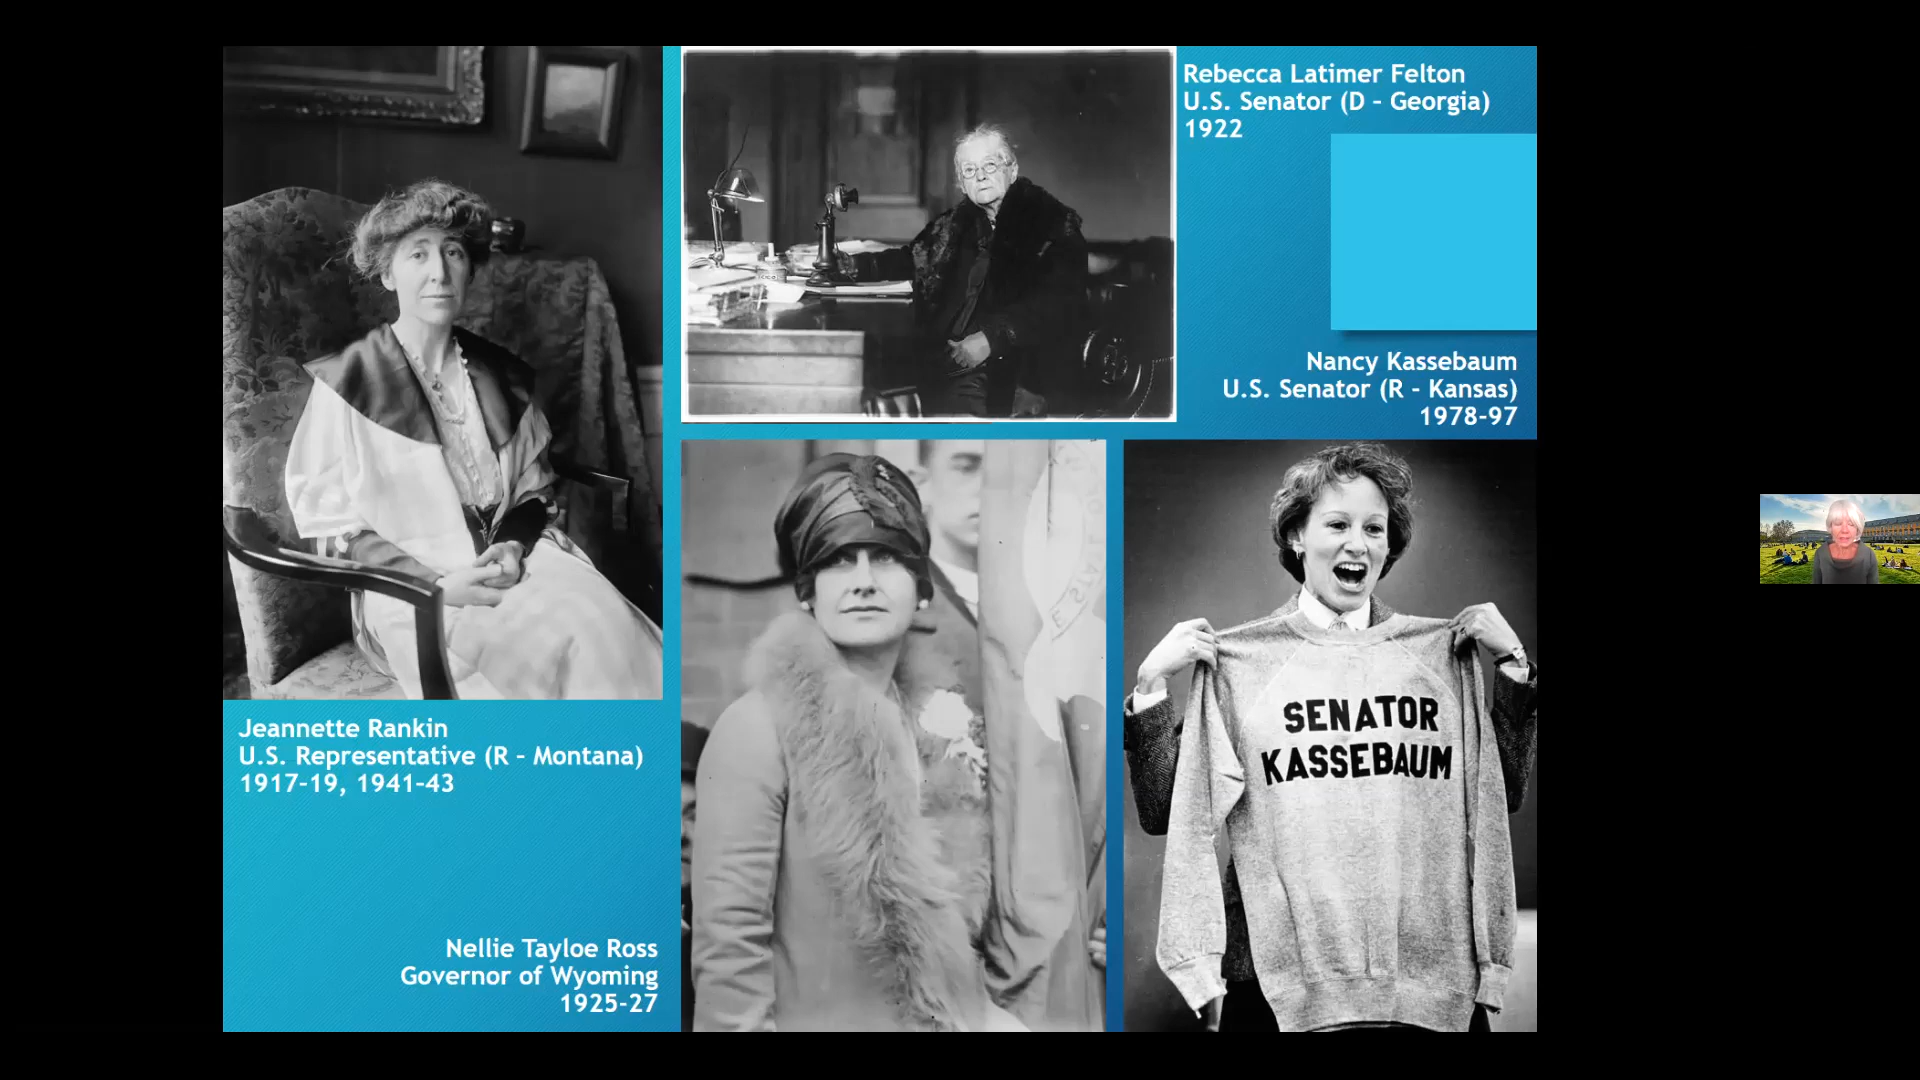 Rebecca Latimer Felton
U.S. Senator (D – Georgia)
1922
Nancy Kassebaum
U.S. Senator (R - Kansas)
1978-97
SENATOR
KASSEBAUM
Jeannette Rankin
U.S. Representative (R – Montana)
1917–19, 1941–43
Nellie Tayloe Ross
Governor of Wyoming
1925-27